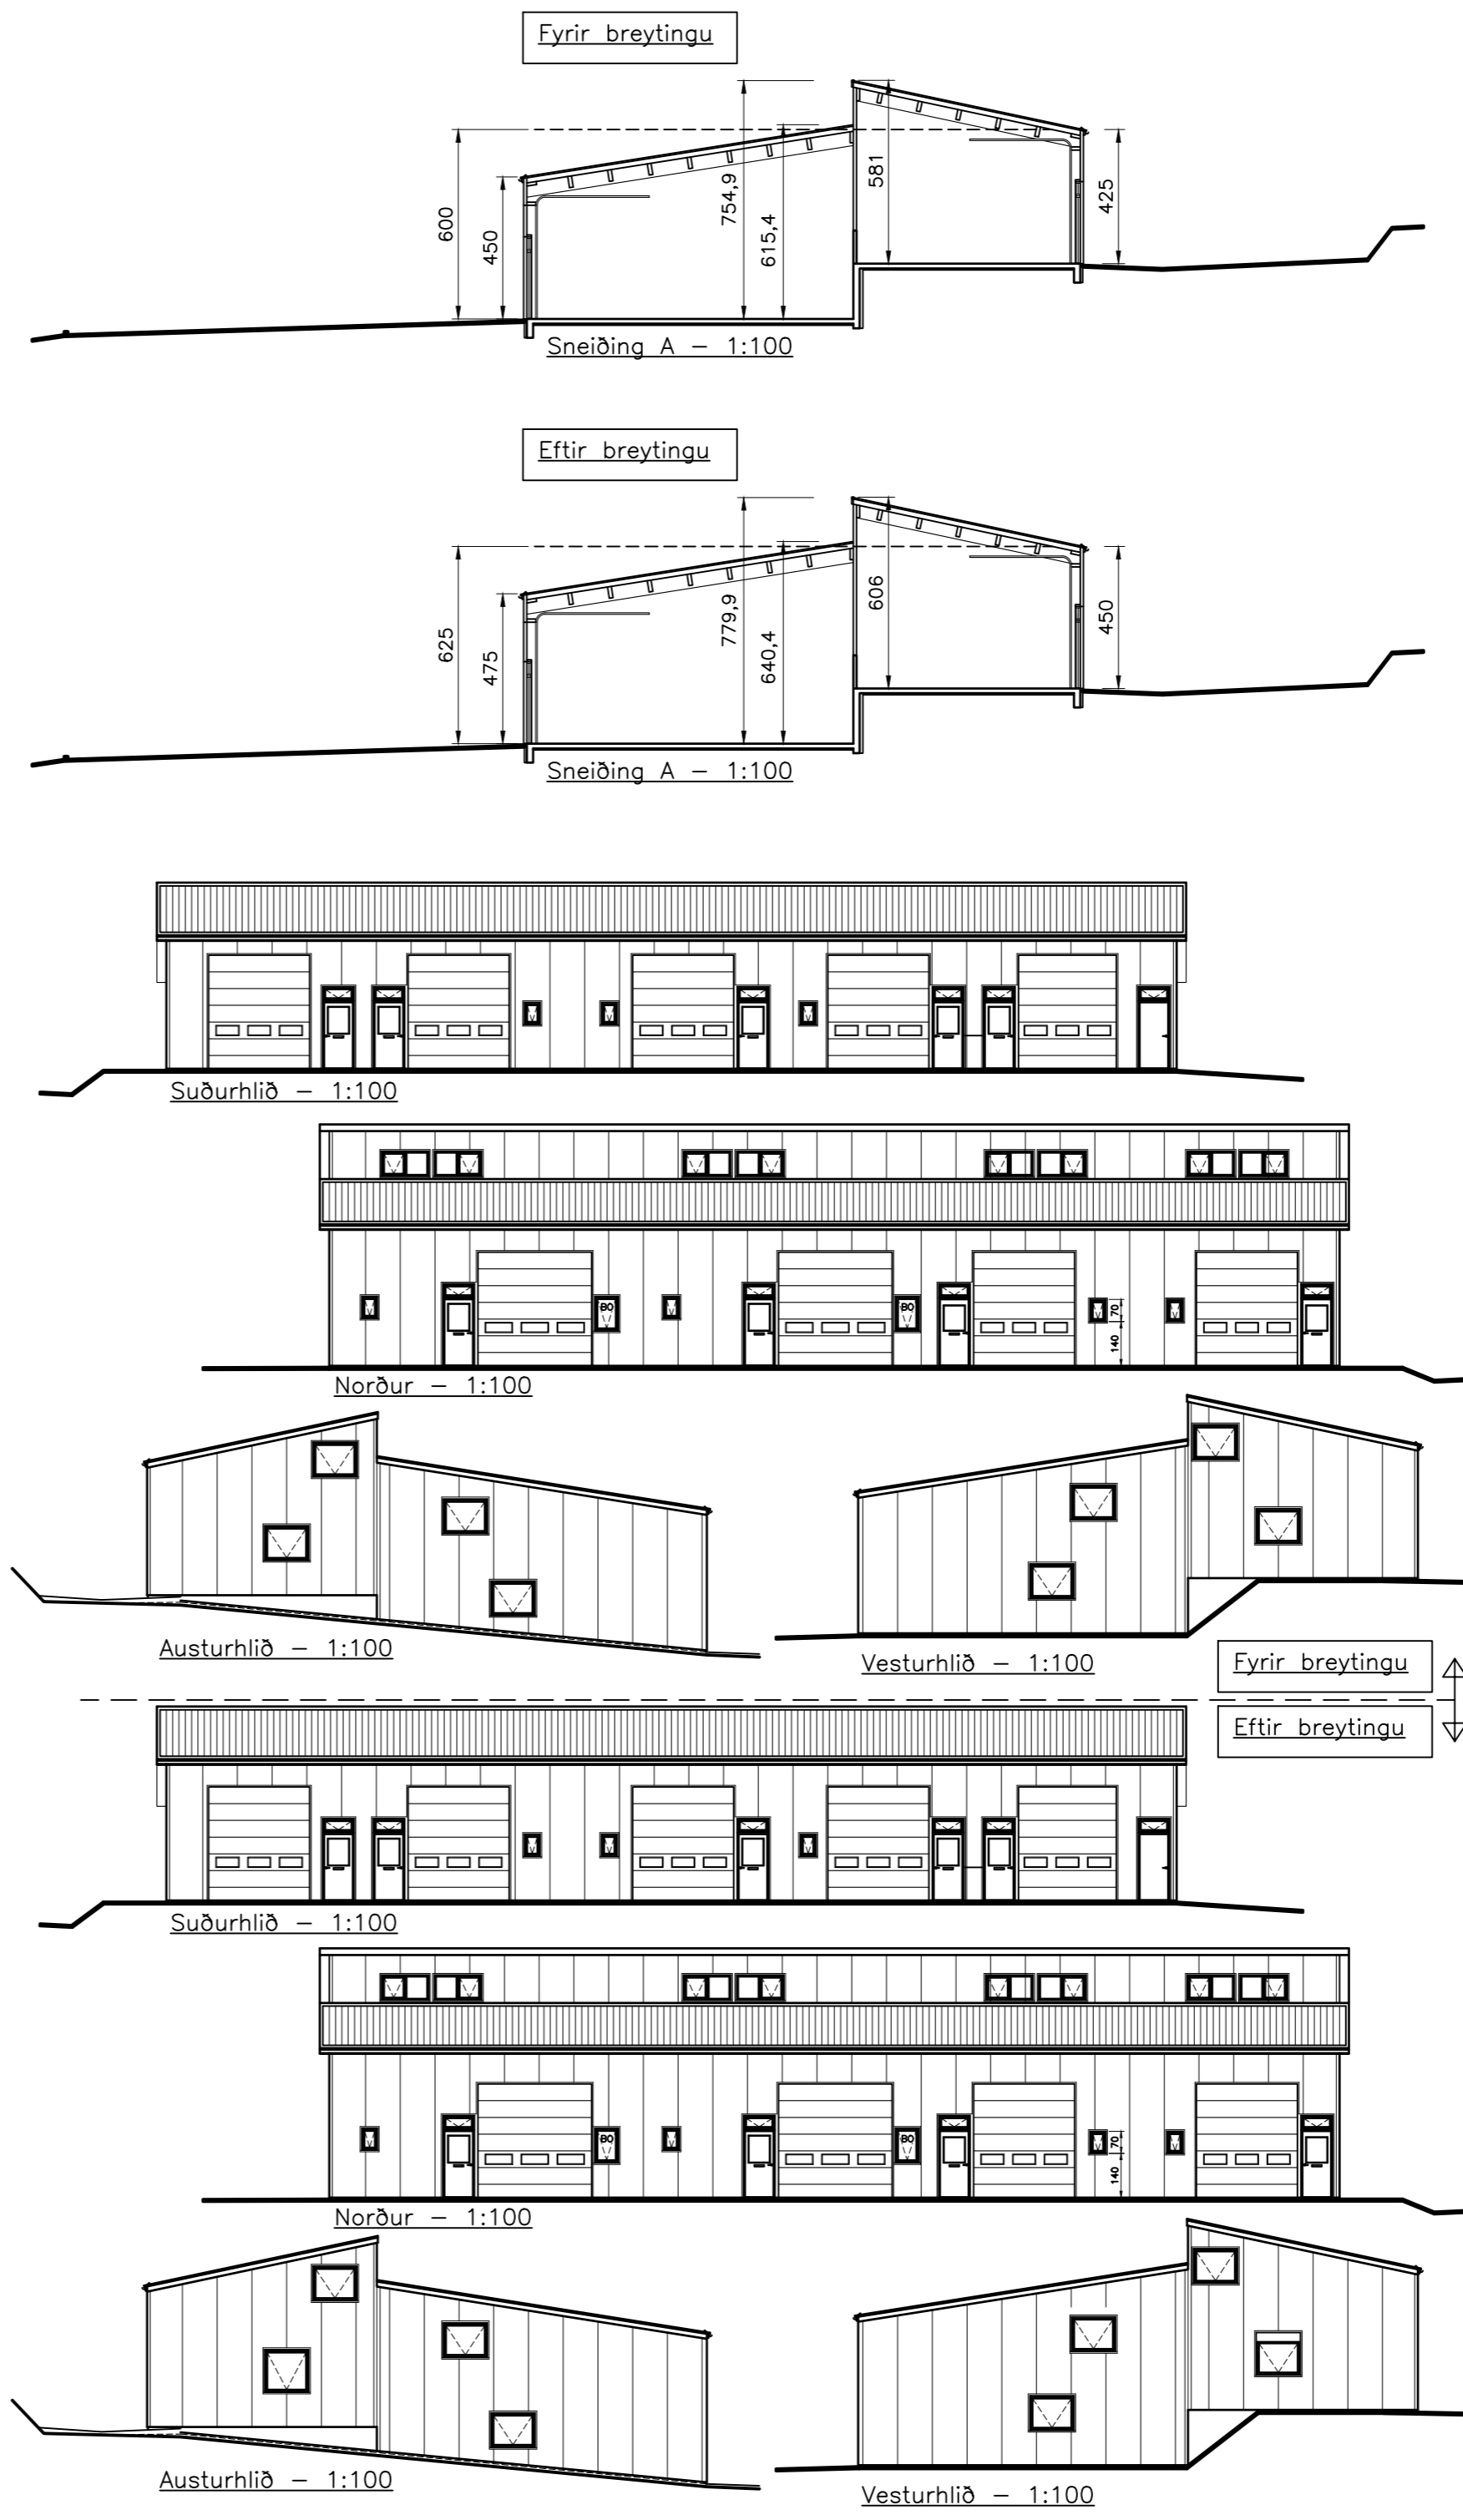 Fyrir breytingu
600
450
754,9
615,4
581
425
Sneiðing A – 1:100
Eftir breytingu
625
475
779,9
640,4
606
450
Sneiðing A – 1:100
Suðurhlið – 1:100
BO
BO
70
140
Norður – 1:100
Austurhlið – 1:100
Vesturhlið – 1:100
Fyrir breytingu
Eftir breytingu
Suðurhlið – 1:100
BO
BO
70
140
Norður – 1:100
Austurhlið – 1:100
Vesturhlið – 1:100